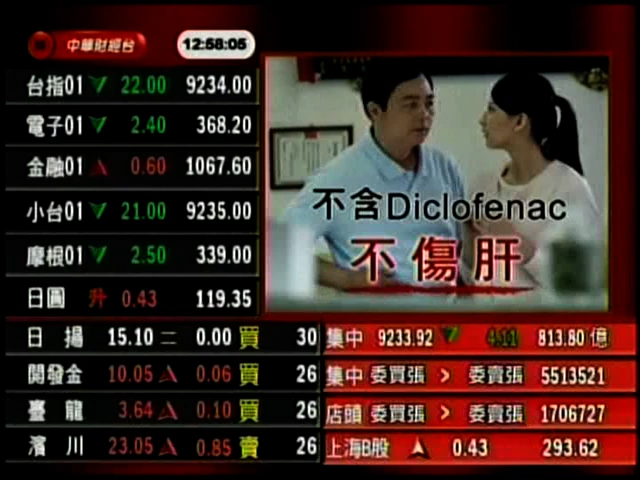 中華財經台 12:58:05
台指01 22.00 9234.00
電子01 2.40 368.20
金融01 0.60 1067.60
小台01 21.00 9235.00
摩根01 2.50 339.00
日圓 升 0.43 119.35
不含Diclofenac
不傷肝
日揚 15.10 二 0.00 買 30
開發金 10.05 0.06 買 26
臺龍 3.64 0.10 買 26
濱川 23.05 0.85 賣 26
集中 9233.92 4.11 813.80 億
集中 委買張 > 委賣張 5513521
店頭 委買張 > 委賣張 1706727
上海B股 0.43 293.62